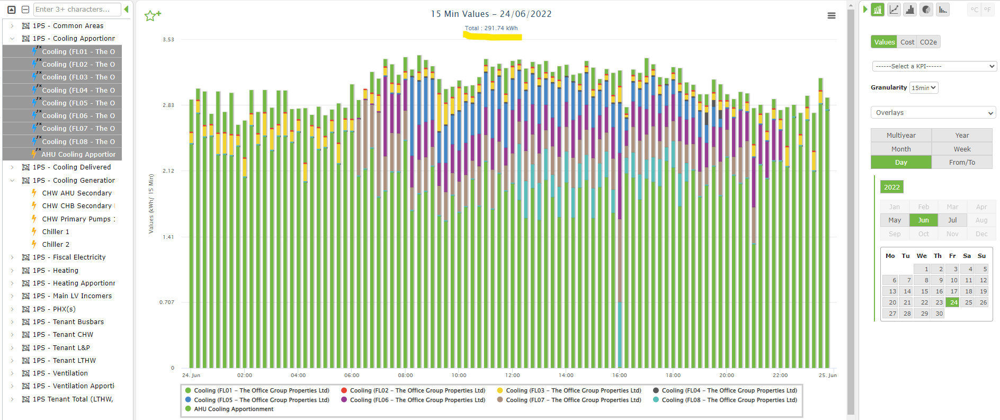 Enter 3+ characters...
1PS - Common Areas
1PS - Cooling Apportionn
Cooling (FL01 - The O
Cooling (FL02 - The O
Cooling (FL03 - The O
Cooling (FL04 - The O
Cooling (FL05 - The O
Cooling (FL06 - The O
Cooling (FL07 - The O
Cooling (FL08 - The O
AHU Cooling Apportior
1PS - Cooling Delivered
1PS - Cooling Generation
CHW AHU Secondary
CHW CHB Secondary
CHW Primary Pumps 1
Chiller 1
Chiller 2
1PS - Fiscal Electricity
1PS - Heating
1PS - Heating Apportionn
1PS - Main LV Incomers
1PS - PHX(s)
1PS - Tenant Busbars
1PS - Tenant CHW
1PS - Tenant L&P
1PS - Tenant LTHW
1PS - Ventilation
1PS - Ventilation Apporti
1PS Tenant Total (LTHW,
15 Min Values - 24/06/2022
Total : 291.74 kWh
Values (kWh/ 15 Min)
3.53
2.83
2.12
1.41
0.707
0
24. Jun 02:00 04:00 06:00 08:00 10:00 12:00 14:00 16:00 18:00 20:00 22:00 25. Jun
Cooling (FL01 - The Office Group Properties Ltd) Cooling (FL02 - The Office Group Properties Ltd) Cooling (FL03 - The Office Group Properties Ltd) Cooling (FL04 - The Office Group Properties Ltd)
Cooling (FL05 - The Office Group Properties Ltd) Cooling (FL06 - The Office Group Properties Ltd) Cooling (FL07 - The Office Group Properties Ltd) Cooling (FL08 - The Office Group Properties Ltd)
AHU Cooling Apportionment
°C °F
Values Cost CO2e
------Select a KPI------
Granularity 15min
Overlays
Multiyear Year
Month Week
Day From/To
2022
Jan Feb Mar Apr
May Jun Jul Aug
Sep Oct Nov Dec
Mo Tu We Th Fr Sa Su
1 2 3 4 5
6 7 8 9 10 11 12
13 14 15 16 17 18 19
20 21 22 23 24 25 26
27 28 29 30